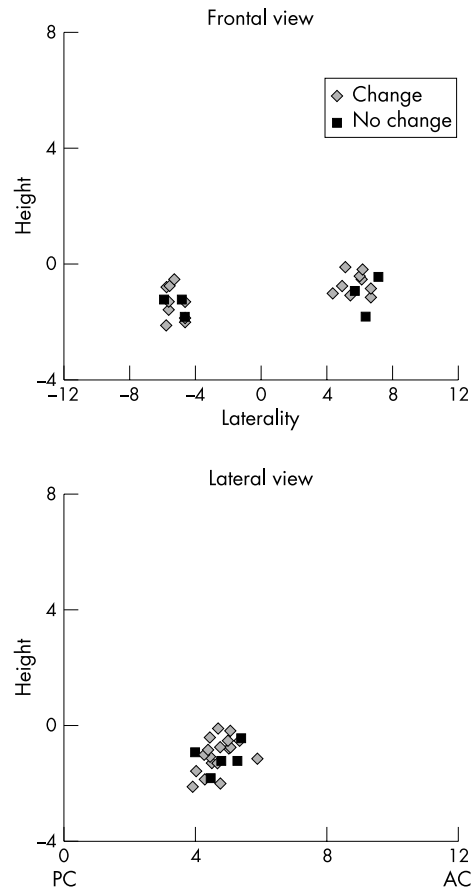 Frontal view
8
Change
No change
4
Height
0
−4
−12
−8
−4
0
4
8
12
Laterality
Lateral view
8
4
Height
0
−4
0
4
8
12
PC
AC